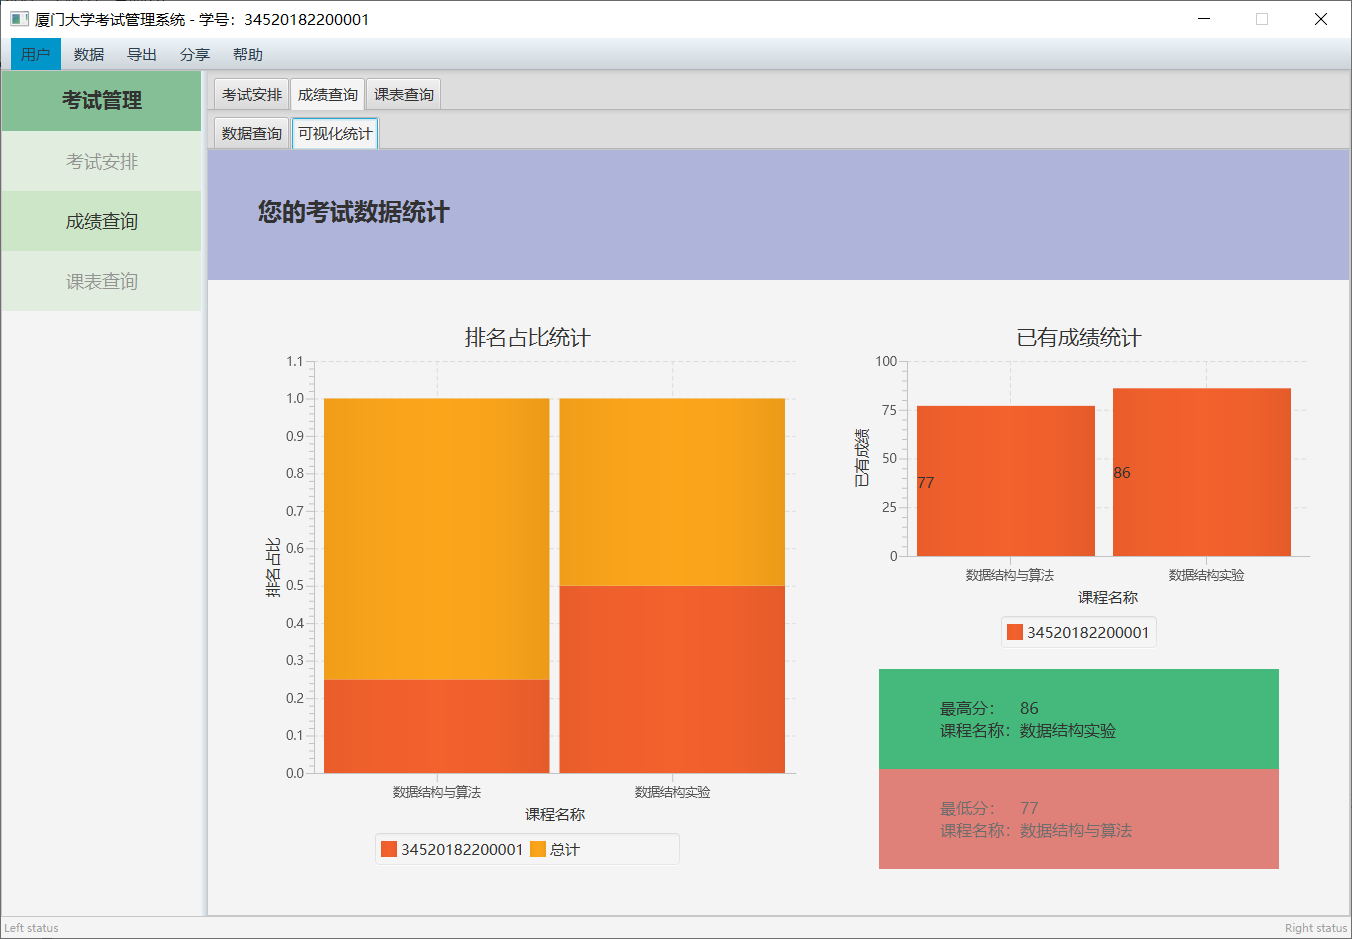 厦门大学考试管理系统 - 学号：34520182200001
用户 数据 导出 分享 帮助
考试管理
考试安排
成绩查询
课表查询
考试安排 成绩查询 课表查询
数据查询 可视化统计
您的考试数据统计
排名占比统计
1.1
1.0
0.9
0.8
0.7
0.6
0.5
0.4
0.3
0.2
0.1
0.0
排名占比
数据结构与算法 数据结构实验
课程名称
34520182200001 总计
已有成绩统计
100
75
50
25
0
已有成绩
77
86
数据结构与算法 数据结构实验
课程名称
34520182200001
最高分： 86
课程名称：数据结构实验
最低分： 77
课程名称：数据结构与算法
Left status
Right status